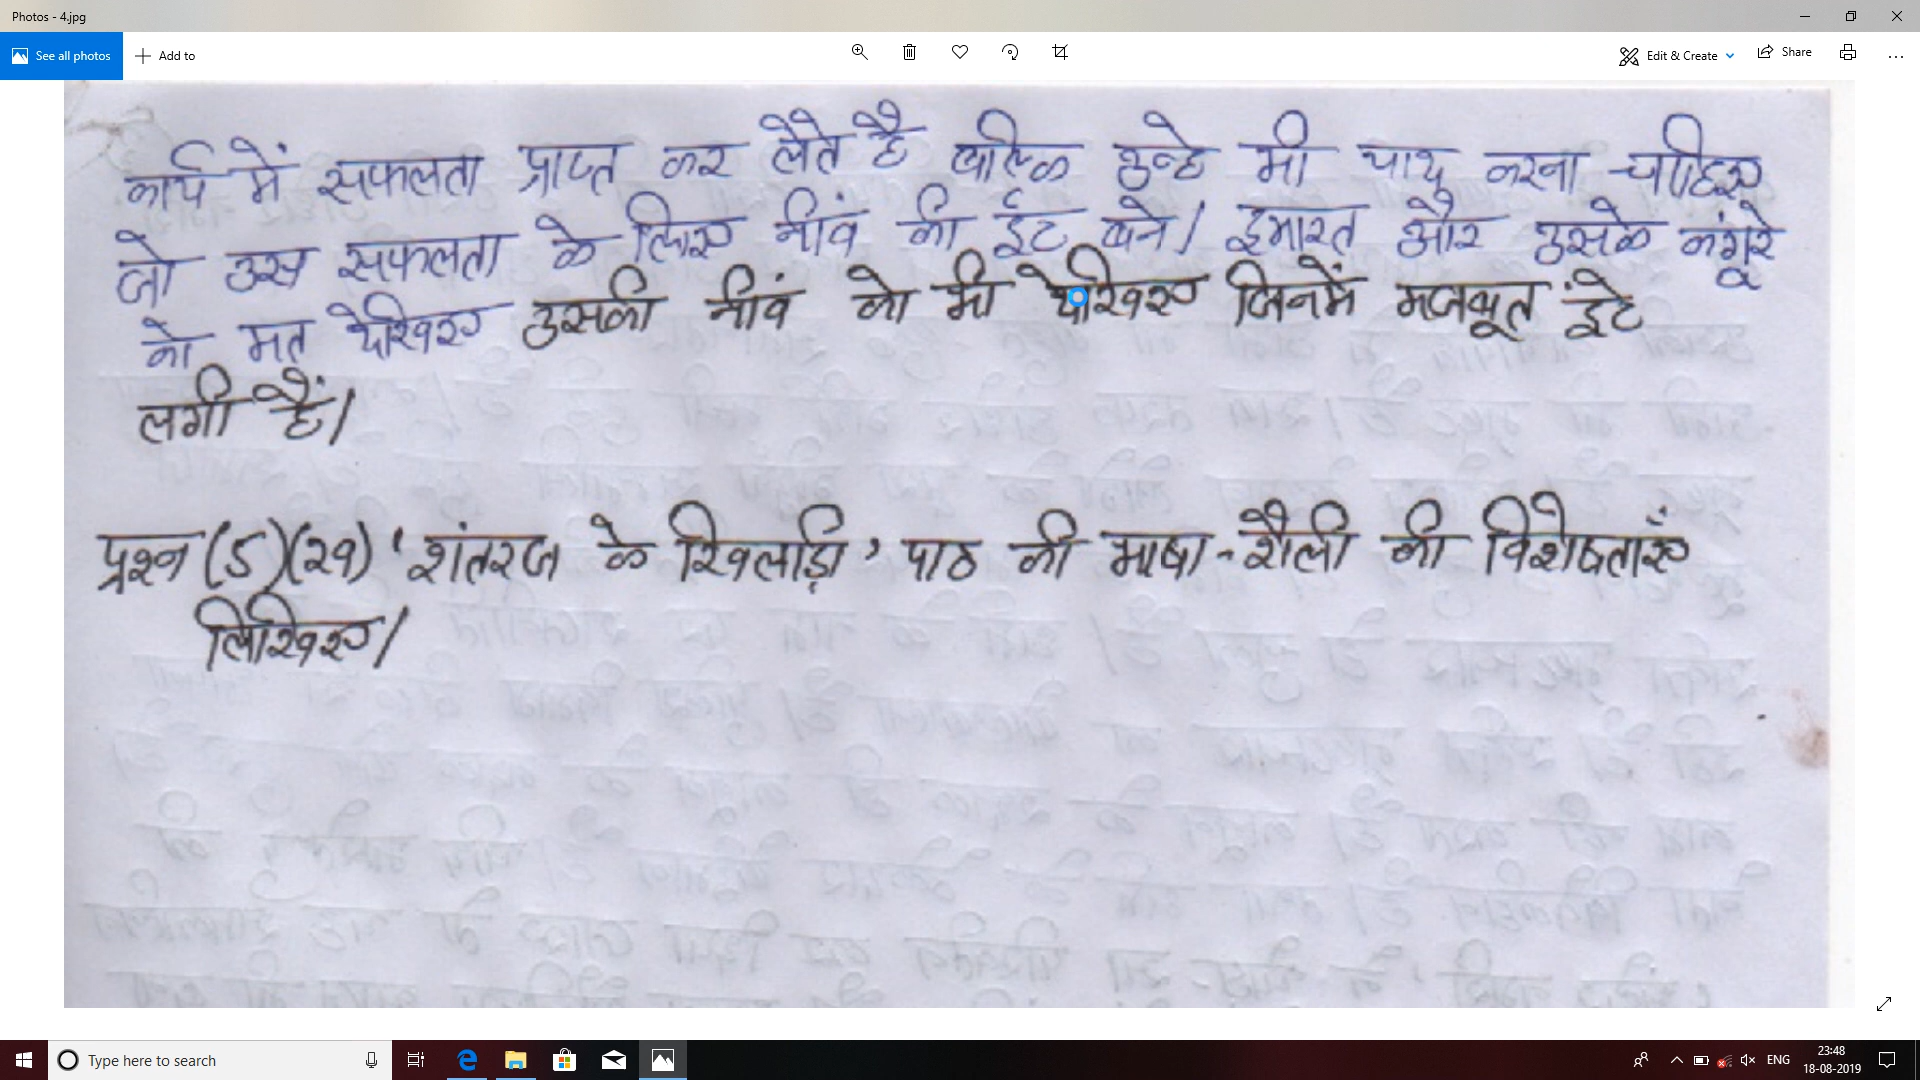 Photos - 4.jpg
See all photos
Add to
Edit & Create
Share
कार्य में सफलता प्राप्त कर लेते है बल्कि उन्हे भी याद करना चाहिए
जो उस सफलता के लिए नीवं की ईंट बने। इमारत और उसके कंगूरे
को मत देखिए उसकी नीवं को भी देखिए जिनमें मजबूत इंटे
लगी हैं।
प्रश्न (5)(ख) 'शंतरज के खिलाड़ी' पाठ की भाषा-शैली की विशेषताएँ
लिखिए।
Type here to search
ENG
23:48
18-08-2019